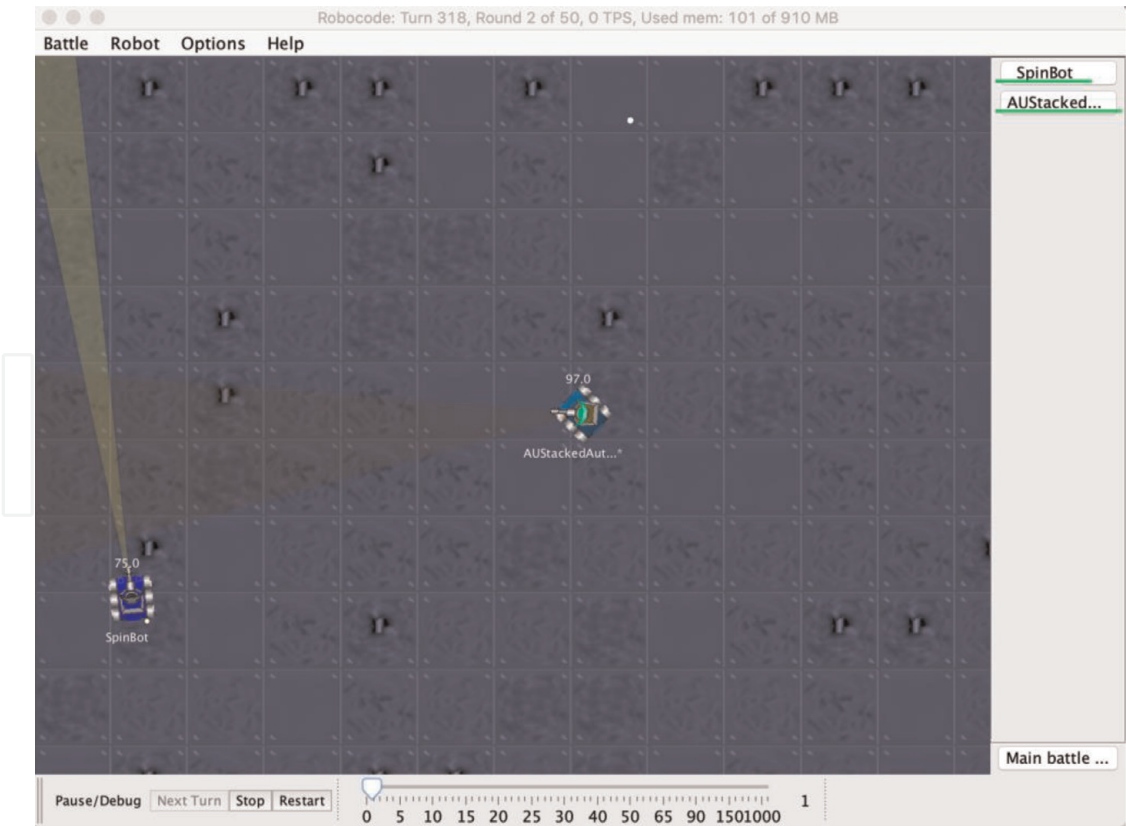 Robocode: Turn 318, Round 2 of 50, 0 TPS, Used mem: 101 of 910 MB
Battle Robot Options Help
SpinBot
AUStacked...
97.0
AUStackedAut...*
75.0
SpinBot
Main battle ...
Pause/Debug Next Turn Stop Restart
0 5 10 15 20 25 30 40 50 65 90 1501000
1